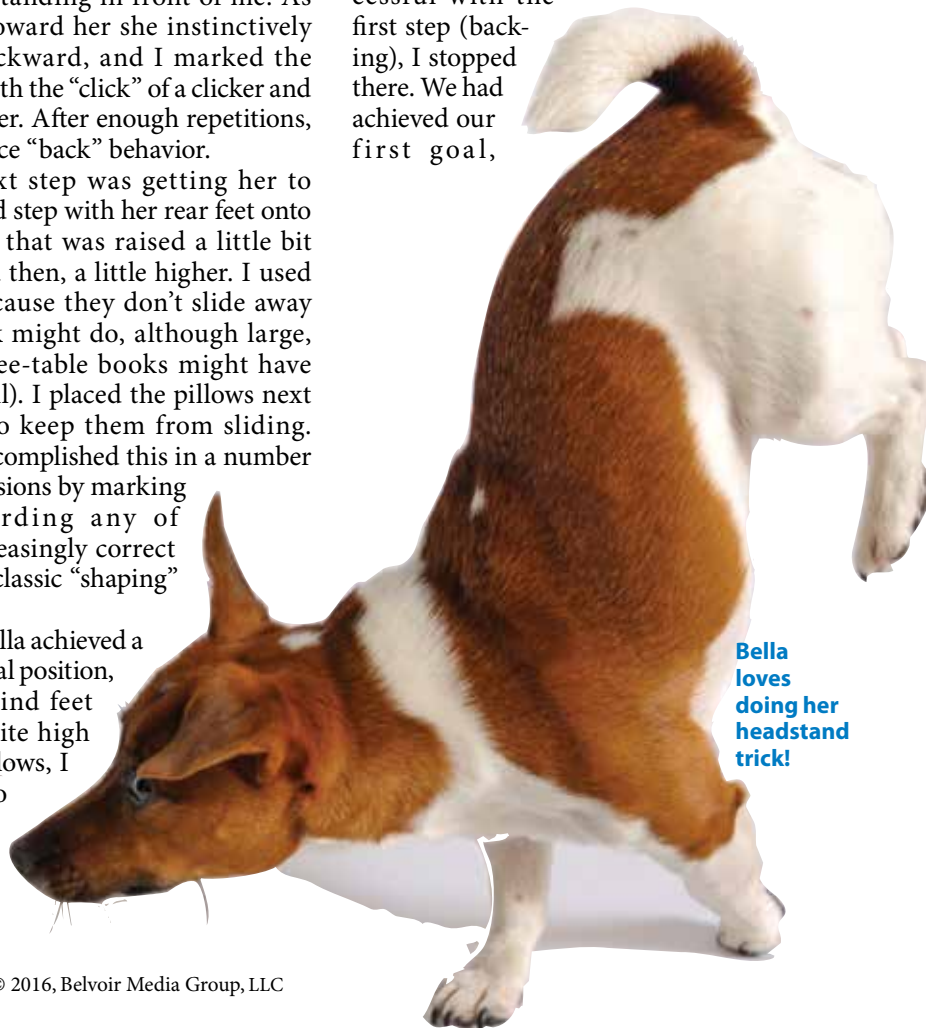 tanding in front of me. As
oward her she instinctively
ckward, and I marked the
th the “click” of a clicker and
er. After enough repetitions,
ce “back” behavior.
xt step was getting her to
d step with her rear feet onto
that was raised a little bit
then, a little higher. I used
cause they don’t slide away
k might do, although large,
ee-table books might have
l). I placed the pillows next
o keep them from sliding.
complished this in a number
sions by marking
rding any of
easingly correct
classic “shaping”
lla achieved a
al position,
ind feet
ite high
lows, I
o
cessful with the
first step (back-
ing), I stopped
there. We had
achieved our
first goal,
Bella
loves
doing her
headstand
trick!
© 2016, Belvoir Media Group, LLC